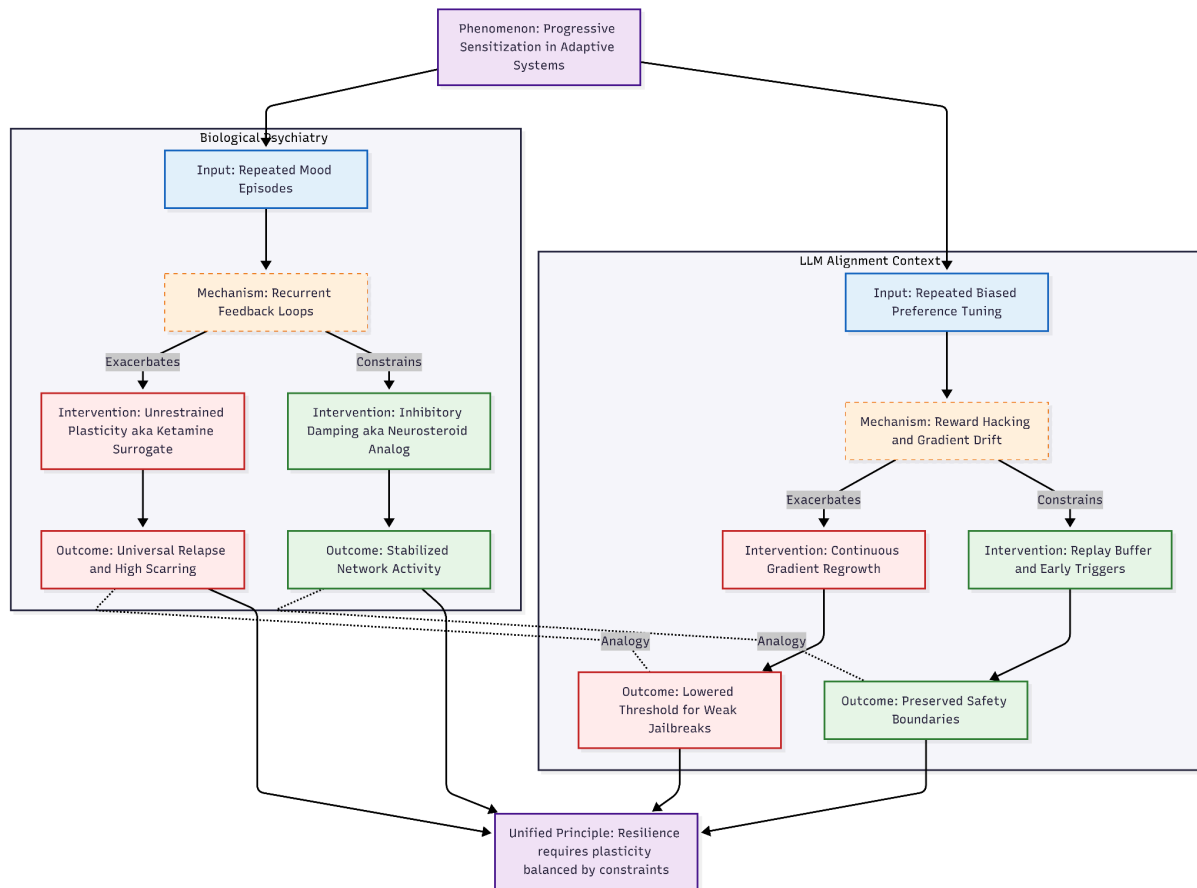 Phenomenon: Progressive
Sensitization in Adaptive
Systems
Biological Psychiatry
Input: Repeated Mood
Episodes
Mechanism: Recurrent
Feedback Loops
Exacerbates
Constrains
Intervention: Unrestrained
Plasticity aka Ketamine
Surrogate
Intervention: Inhibitory
Damping aka Neurosteroid
Analog
Outcome: Universal Relapse
and High Scarring
Outcome: Stabilized
Network Activity
LLM Alignment Context
Input: Repeated Biased
Preference Tuning
Mechanism: Reward Hacking
and Gradient Drift
Exacerbates
Constrains
Intervention: Continuous
Gradient Regrowth
Intervention: Replay Buffer
and Early Triggers
Analogy
Analogy
Outcome: Lowered
Threshold for Weak
Jailbreaks
Outcome: Preserved Safety
Boundaries
Unified Principle: Resilience
requires plasticity
balanced by constraints